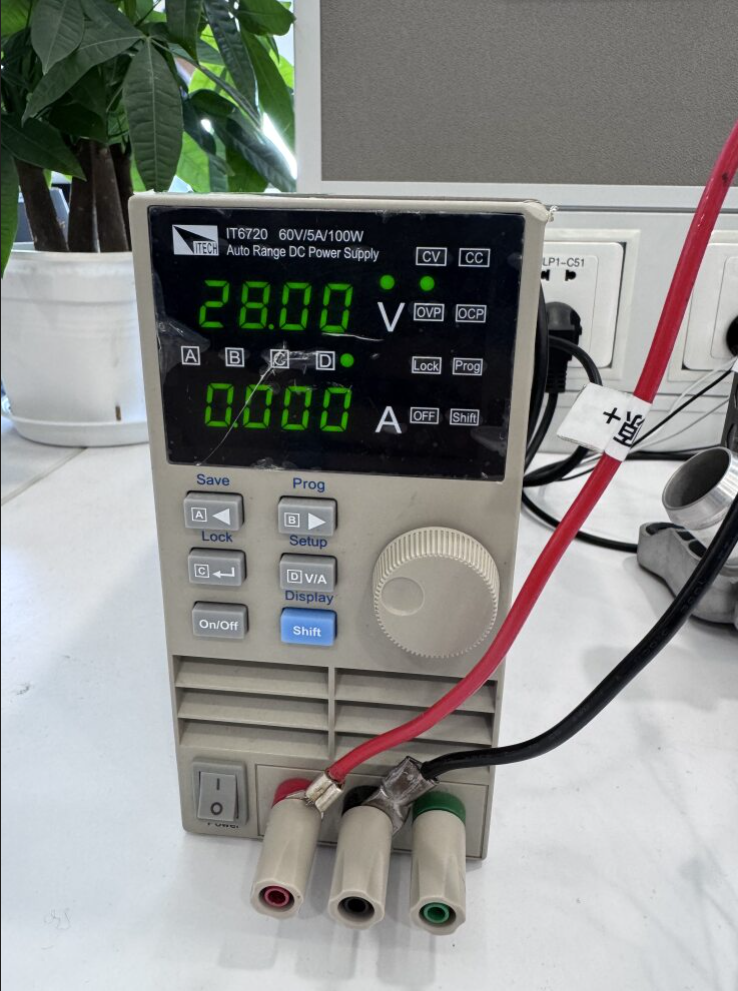 ITECH
IT6720 60V/5A/100W
Auto Range DC Power Supply
CV CC
28.00 V
OVP OCP
A B C D
Lock Prog
0.000 A
OFF Shift
LP1-C51
Save Prog
A B
Lock Setup
C D V/A
Display
On/Off Shift
I
O
Power